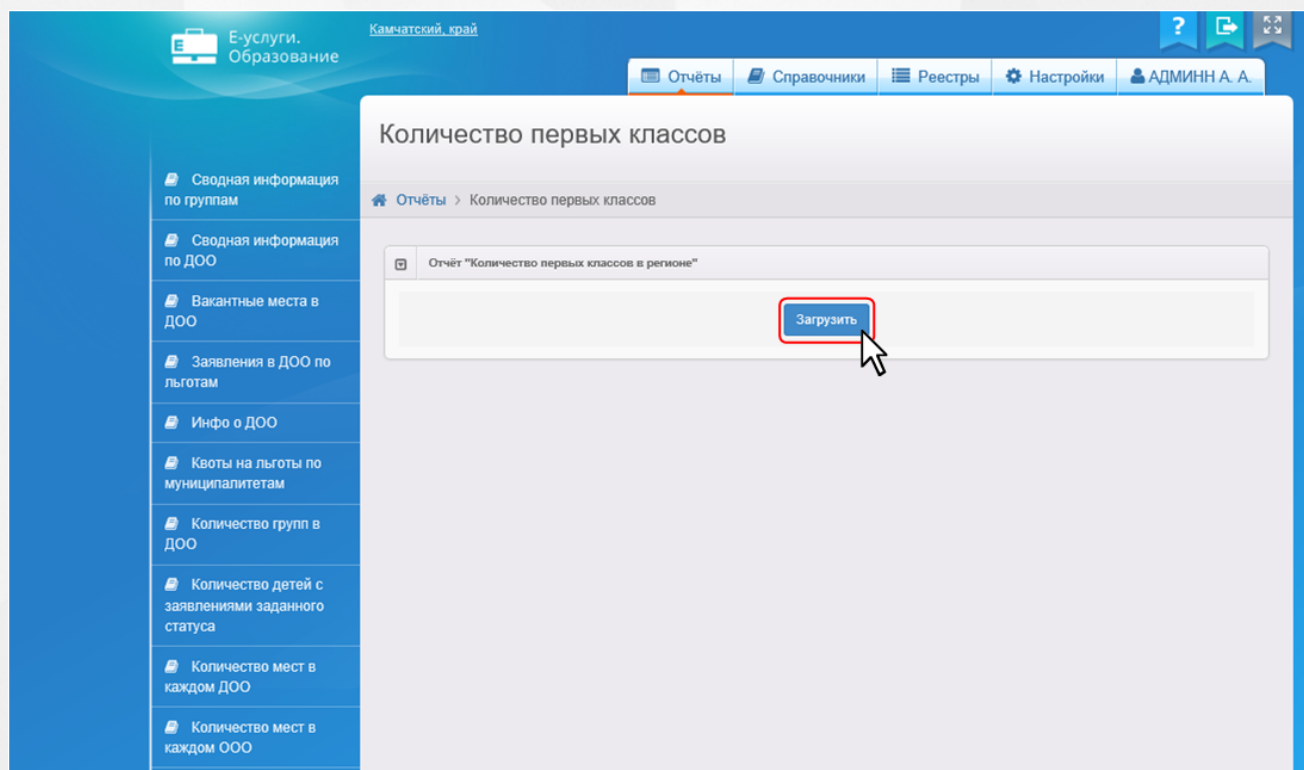 Е-услуги.
Образование
Камчатский, край
?
Отчёты
Справочники
Реестры
Настройки
АДМИНН А. А.
Количество первых классов
Отчёты > Количество первых классов
Сводная информация
по группам
Сводная информация
по ДОО
Вакантные места в
ДОО
Заявления в ДОО по
льготам
Инфо о ДОО
Квоты на льготы по
муниципалитетам
Количество групп в
ДОО
Количество детей с
заявлениями заданного
статуса
Количество мест в
каждом ДОО
Количество мест в
каждом ООО
Отчёт "Количество первых классов в регионе"
Загрузить